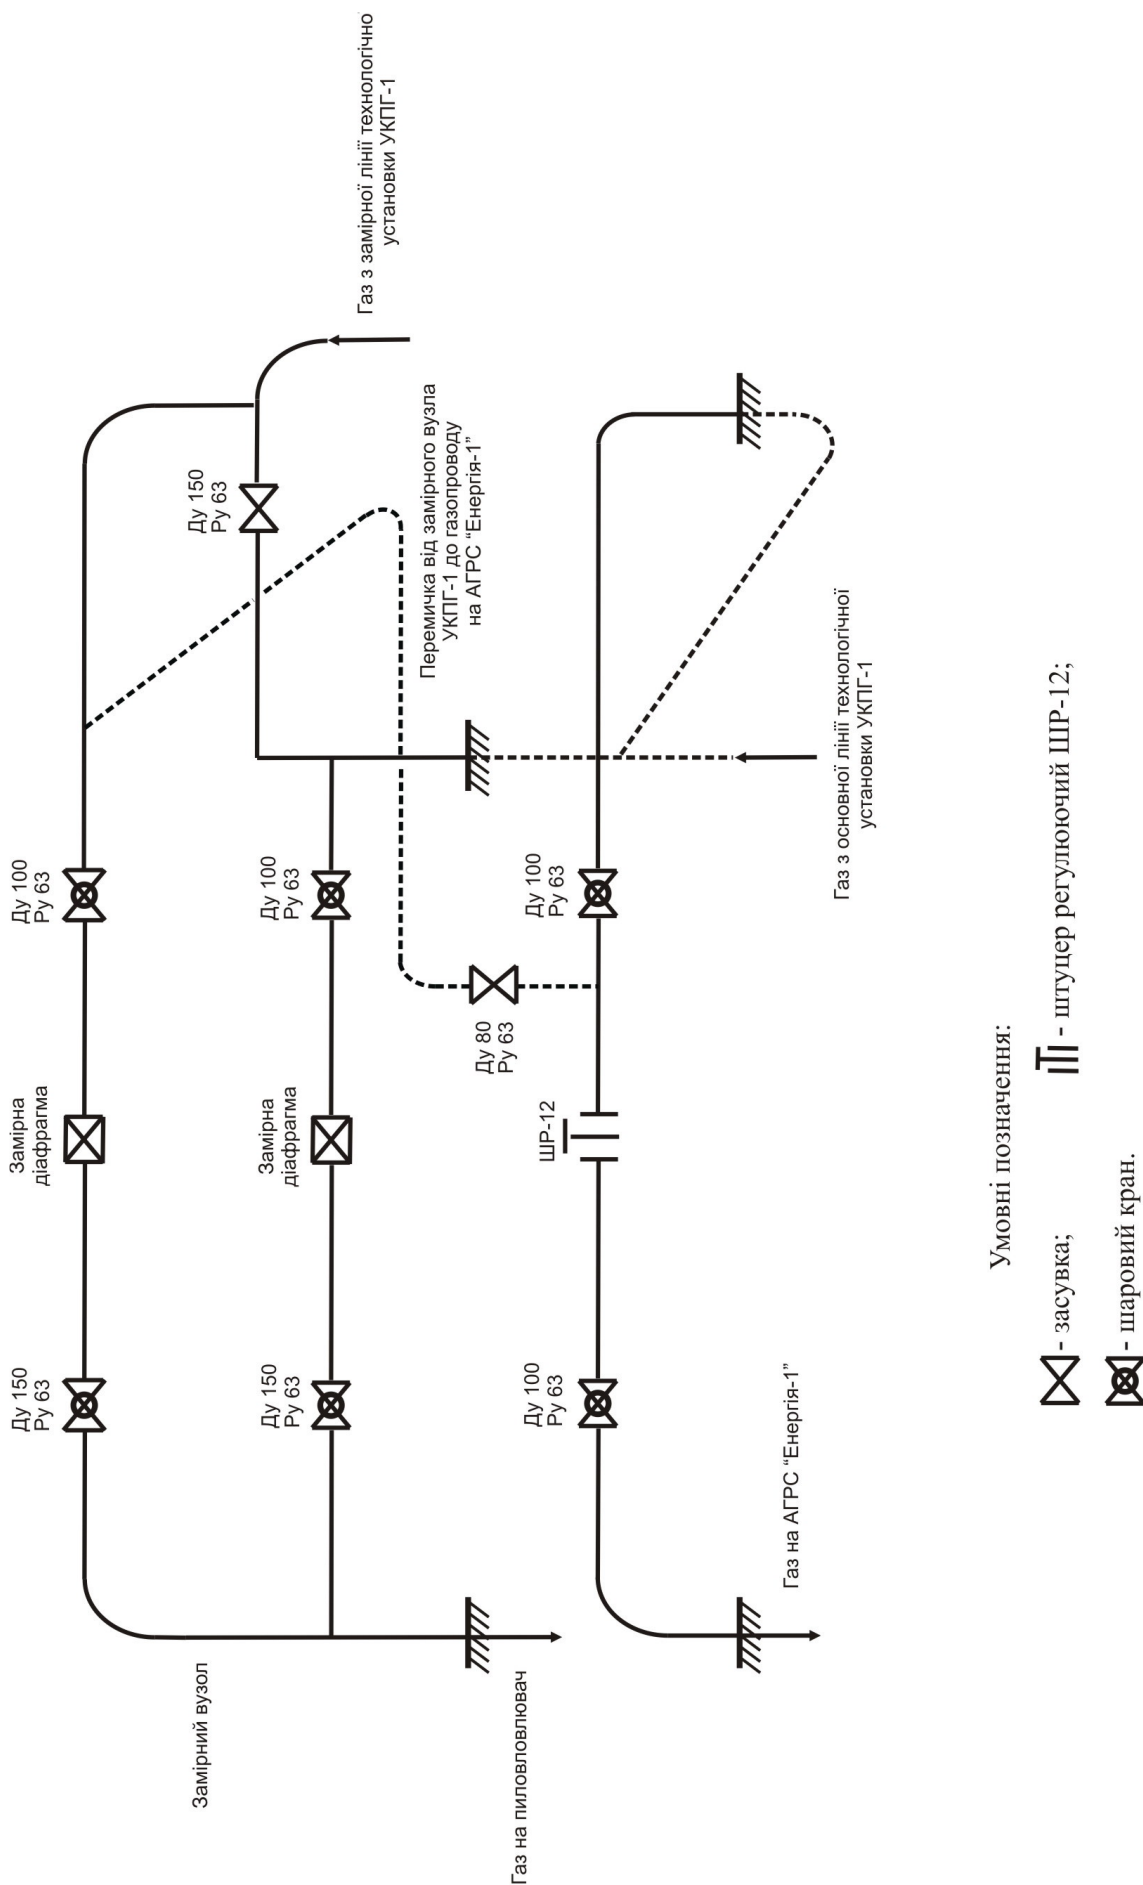 Замірний вузол
Ду 150
Ру 63
Замірна
діафрагма
Ду 100
Ру 63
Ду 150
Ру 63
Газ з замірної лінії технологічно
установки УКПГ-1
Ду 150
Ру 63
Замірна
діафрагма
Ду 100
Ру 63
Перемичка від замірного вузла
УКПГ-1 до газопроводу
на АГРС “Енергія-1”
Газ на пиловловлювач
Ду 80
Ру 63
Ду 100
Ру 63
ШР-12
Ду 100
Ру 63
Газ на АГРС “Енергія-1”
Газ з основної лінії технологічної
установки УКПГ-1
Умовні позначення:
- засувка;
- штуцер регулюючий ШР-12;
- шаровий кран.